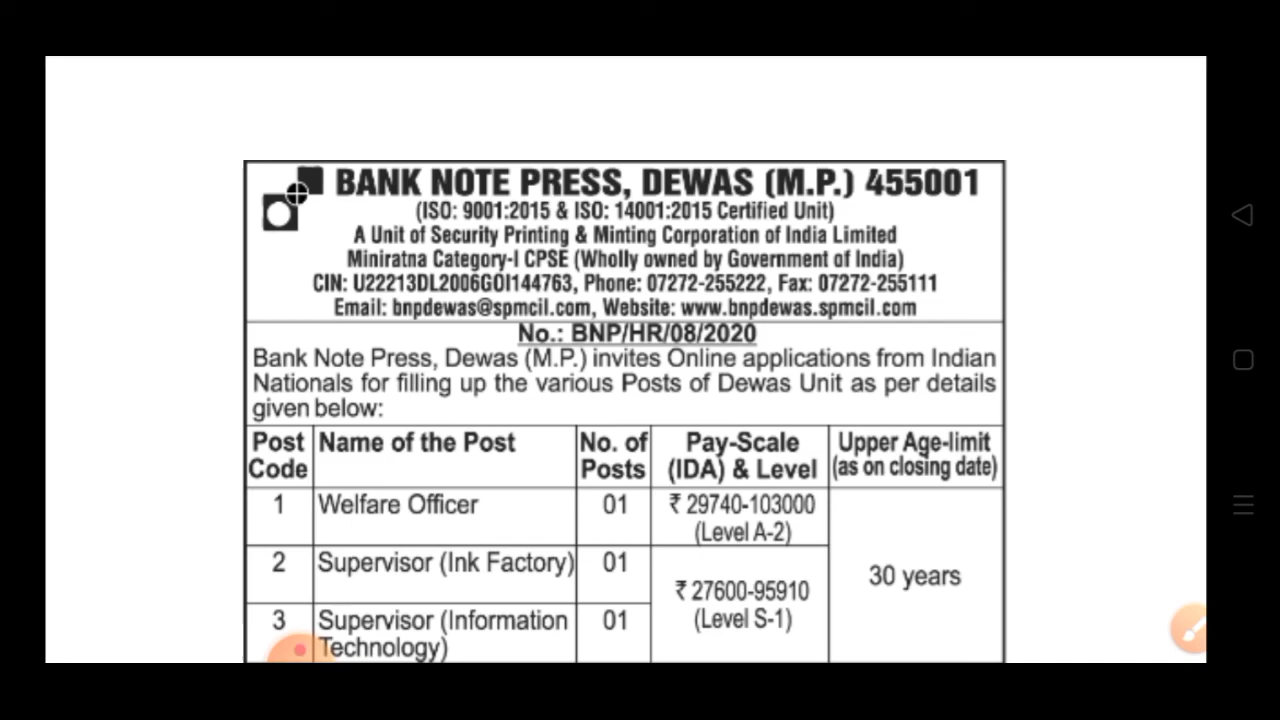 BANK NOTE PRESS, DEWAS (M.P.) 455001
(ISO: 9001:2015 & ISO: 14001:2015 Certified Unit)
A Unit of Security Printing & Minting Corporation of India Limited
Miniratna Category-I CPSE (Wholly owned by Government of India)
CIN: U22213DL2006GOI144763, Phone: 07272-255222, Fax: 07272-255111
Email: bnpdewas@spmcil.com, Website: www.bnpdewas.spmcil.com
No.: BNP/HR/08/2020
Bank Note Press, Dewas (M.P.) invites Online applications from Indian
Nationals for filling up the various Posts of Dewas Unit as per details
given below:
Post Code Name of the Post No. of Posts Pay-Scale (IDA) & Level Upper Age-limit (as on closing date)
1 Welfare Officer 01 ₹ 29740-103000
(Level A-2)
2 Supervisor (Ink Factory) 01
₹ 27600-95910
(Level S-1)
30 years
3 Supervisor (Information 01
Technology)